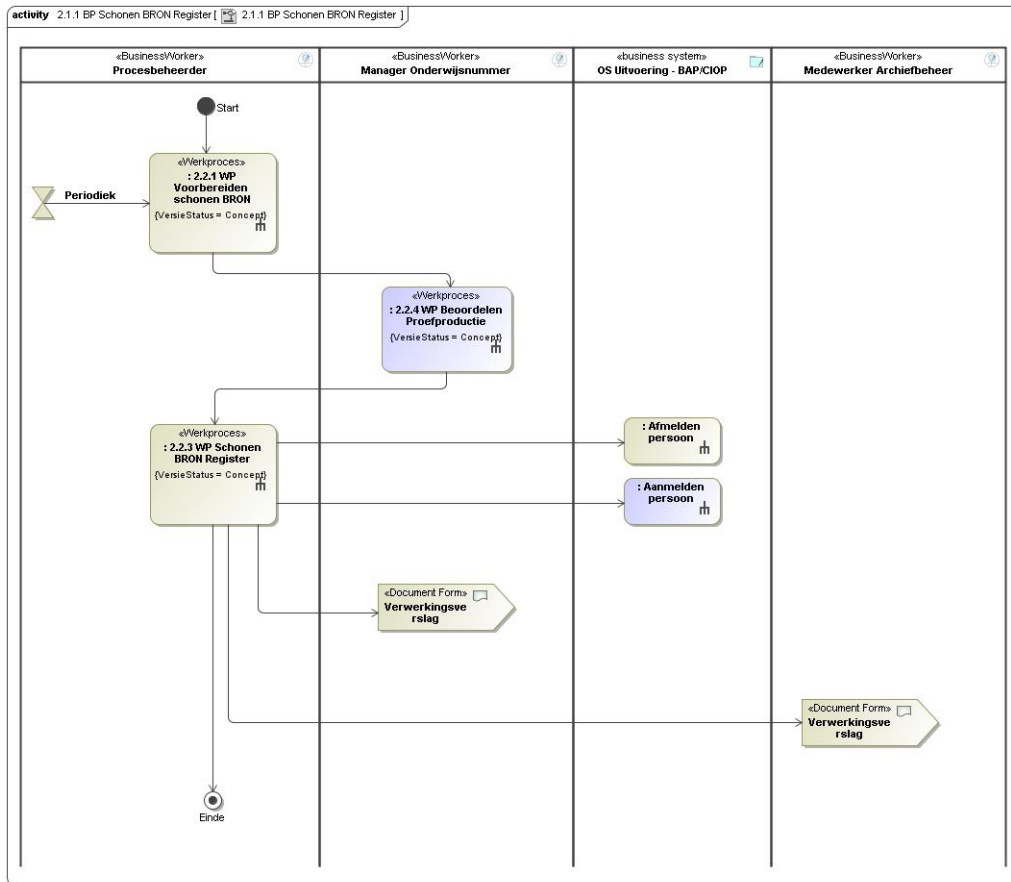 activity 2.1.1 BP Schonen BRON Register [ 2.1.1 BP Schonen BRON Register ]
«BusinessWorker»
Procesbeheerder
«BusinessWorker»
Manager Onderwijsnummer
«business system»
OS Uitvoering - BAP/CIOP
«BusinessWorker»
Medewerker Archiefbeheer
Start
«Werkproces»
: 2.2.1 WP
Voorbereiden
schonen BRON
{VersieStatus = Concept}
Periodiek
«Werkproces»
: 2.2.4 WP Beoordelen
Proefproductie
{VersieStatus = Concept}
«Werkproces»
: 2.2.3 WP Schonen
BRON Register
{VersieStatus = Concept}
: Afmelden
persoon
: Aanmelden
persoon
«Document Form»
Verwerkingsve
rslag
«Document Form»
Verwerkingsve
rslag
Einde